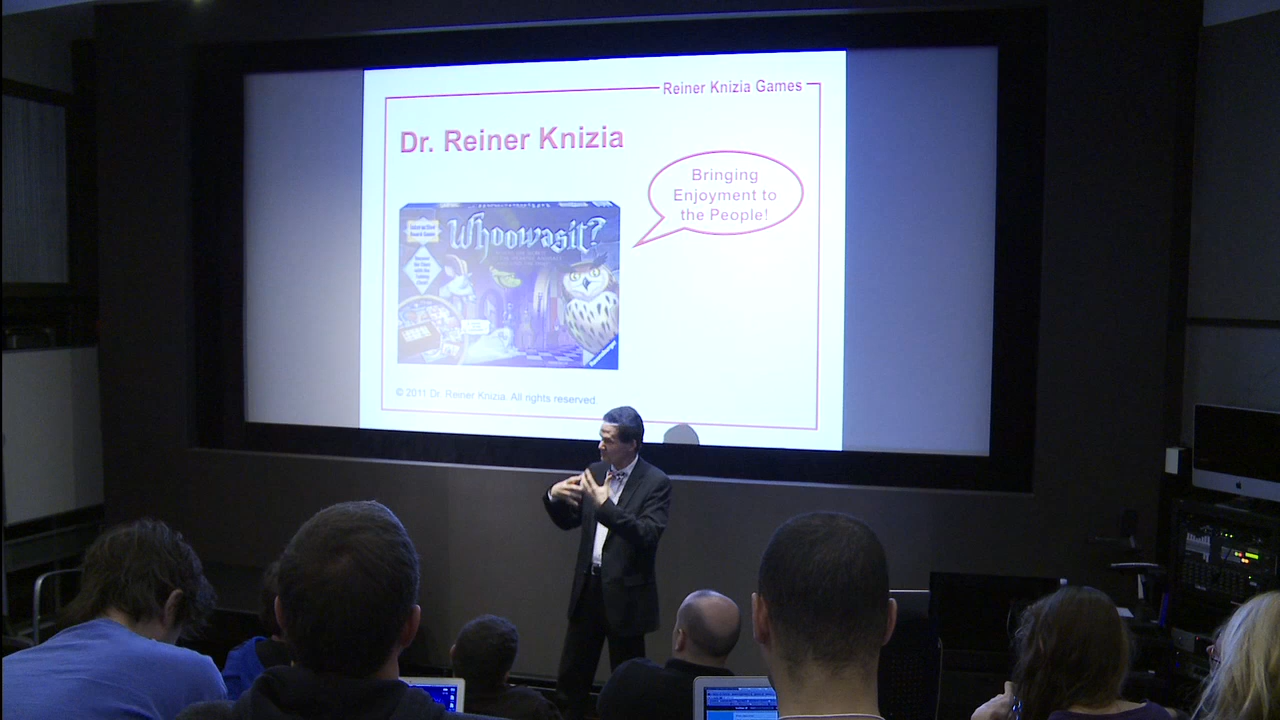 Reiner Knizia Games
Dr. Reiner Knizia
Bringing
Enjoyment to
the People!
Whoowasit?
Ravensburger
© 2011 Dr. Reiner Knizia. All rights reserved.